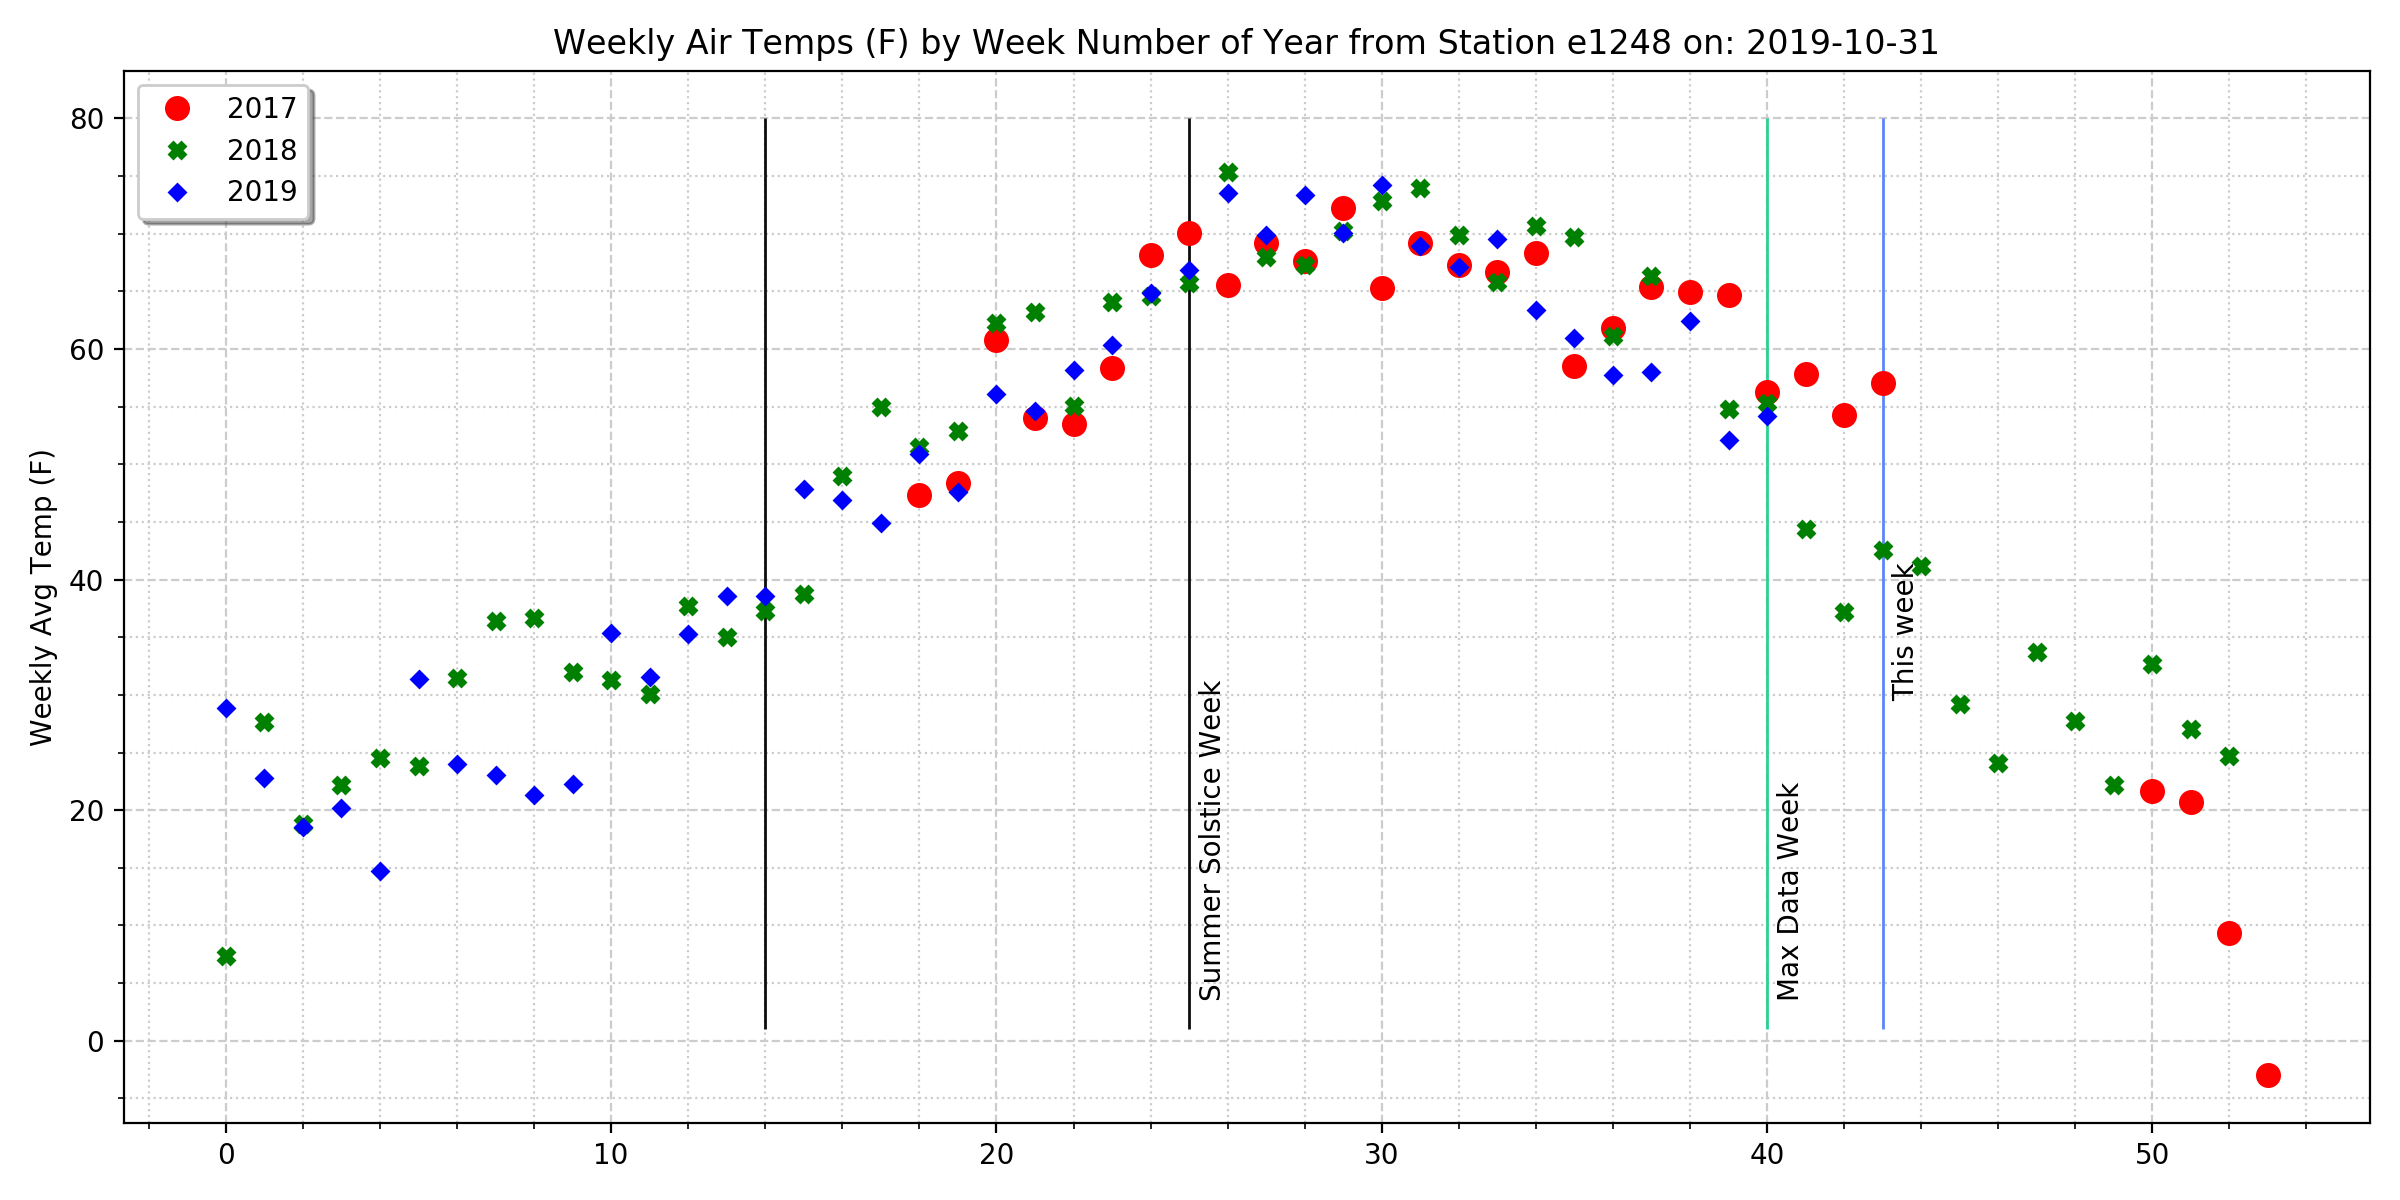 Weekly Air Temps (F) by Week Number of Year from Station e1248 on: 2019-10-31
2017
2018
2019
Weekly Avg Temp (F)
80
60
40
20
0
Summer Solstice Week
Max Data Week
This week
0
10
20
30
40
50